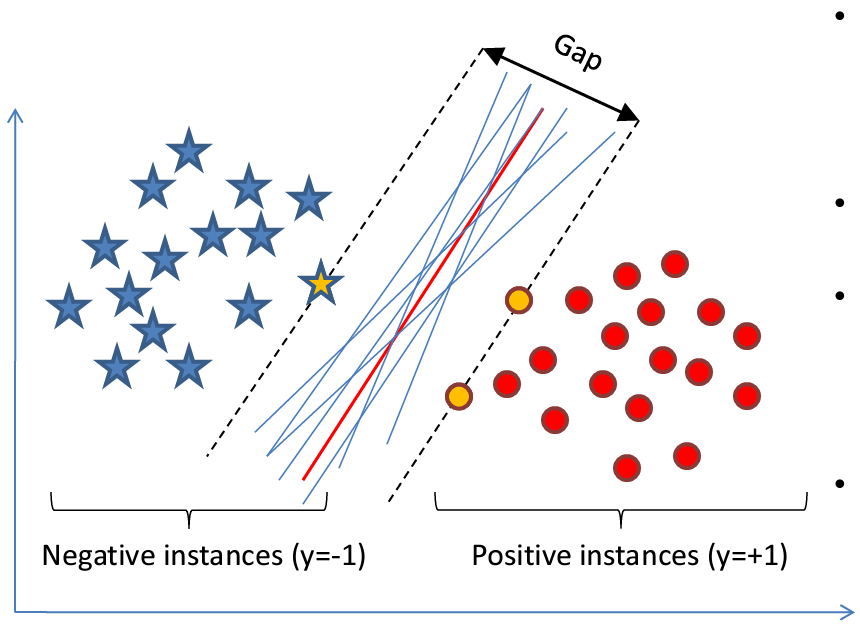 Gap
Negative instances (y=-1)
Positive instances (y=+1)